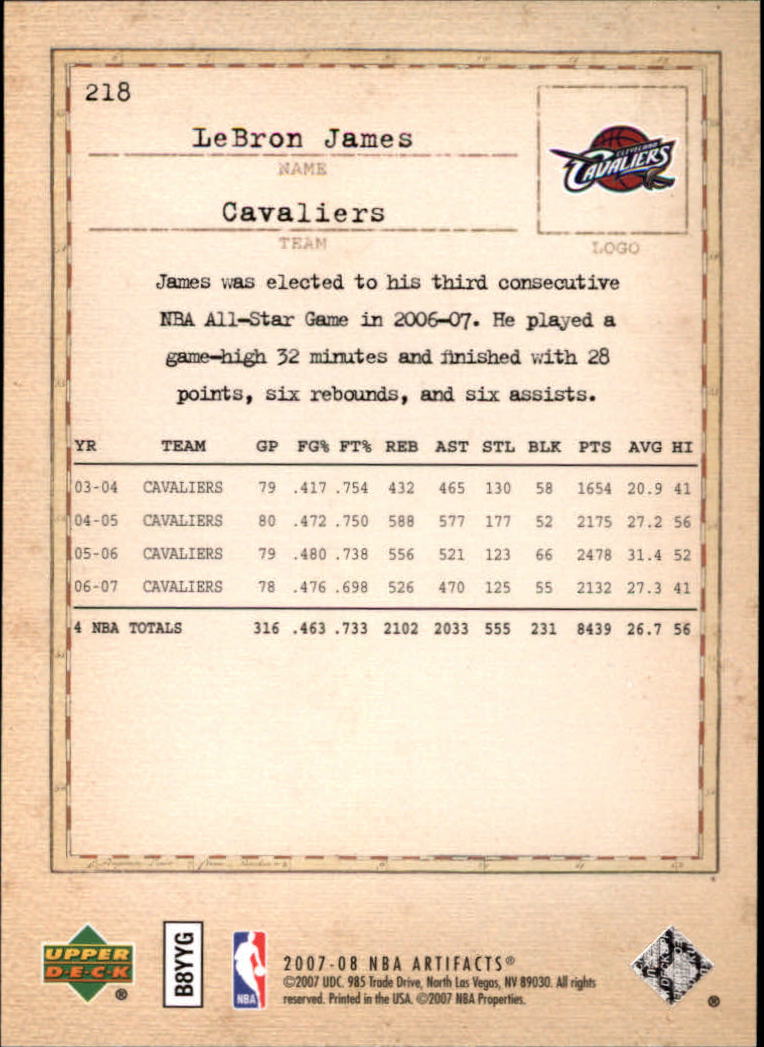 218
LeBron James
NAME
Cavaliers
TEAM
CLEVELAND
CAVALIERS
LOGO
James was elected to his third consecutive
NBA All-Star Game in 2006-07. He played a
game-high 32 minutes and finished with 28
points, six rebounds, and six assists.
YR TEAM GP FG% FT% REB AST STL BLK PTS AVG HI
03-04 CAVALIERS 79 .417 .754 432 465 130 58 1654 20.9 41
04-05 CAVALIERS 80 .472 .750 588 577 177 52 2175 27.2 56
05-06 CAVALIERS 79 .480 .738 556 521 123 66 2478 31.4 52
06-07 CAVALIERS 78 .476 .698 526 470 125 55 2132 27.3 41
4 NBA TOTALS 316 .463 .733 2102 2033 555 231 8439 26.7 56
UPPER
D·E·C·K
®
B8YYG
NBA
2007-08 NBA ARTIFACTS®
©2007 UDC. 985 Trade Drive, North Las Vegas, NV 89030. All rights
reserved. Printed in the USA. ©2007 NBA Properties.
®